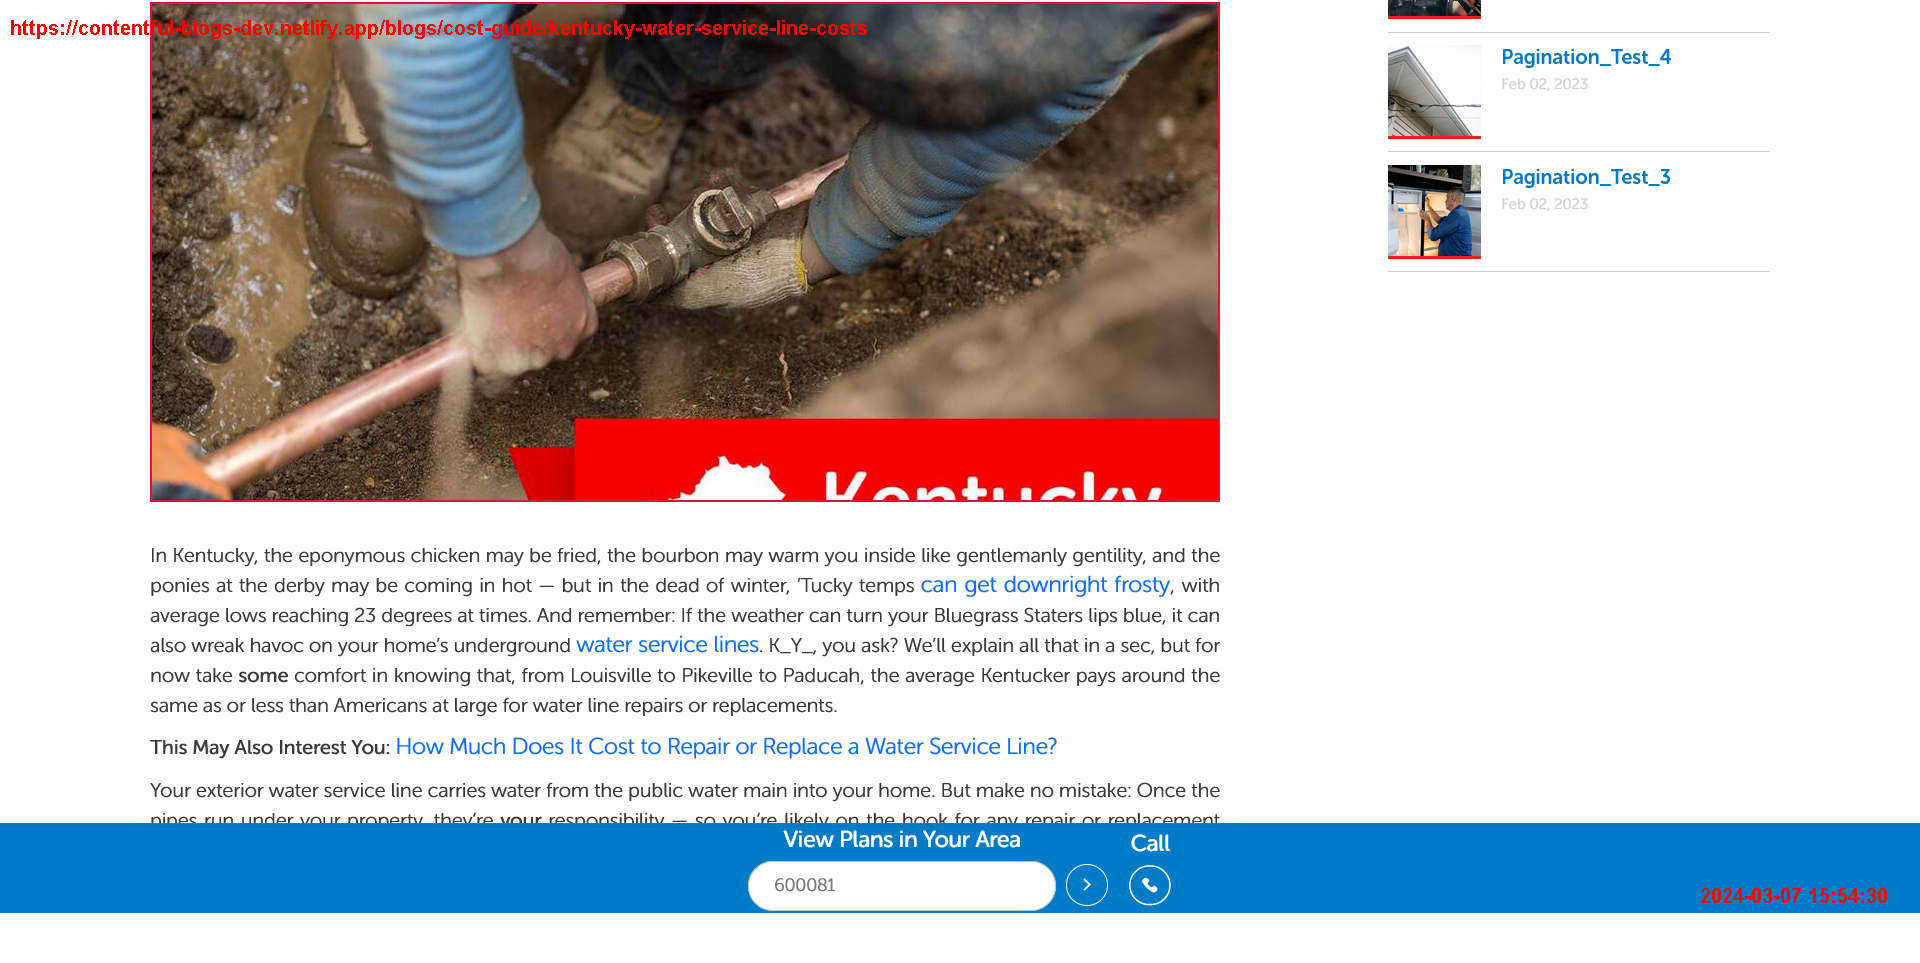 https://contentful-blogs-dev.netlify.app/blogs/cost-guide/kentucky-water-service-line-costs
Kentucky
In Kentucky, the eponymous chicken may be fried, the bourbon may warm you inside like gentlemanly gentility, and the
ponies at the derby may be coming in hot — but in the dead of winter, ’Tucky temps can get downright frosty, with
average lows reaching 23 degrees at times. And remember: If the weather can turn your Bluegrass Staters lips blue, it can
also wreak havoc on your home’s underground water service lines. K_Y_, you ask? We’ll explain all that in a sec, but for
now take some comfort in knowing that, from Louisville to Pikeville to Paducah, the average Kentucker pays around the
same as or less than Americans at large for water line repairs or replacements.
This May Also Interest You: How Much Does It Cost to Repair or Replace a Water Service Line?
Your exterior water service line carries water from the public water main into your home. But make no mistake: Once the
pipes run under your property, they’re your responsibility — so you’re likely on the hook for any repair or replacement
Pagination_Test_4
Feb 02, 2023
Pagination_Test_3
Feb 02, 2023
View Plans in Your Area
600081
Call
2024-03-07 15:54:30